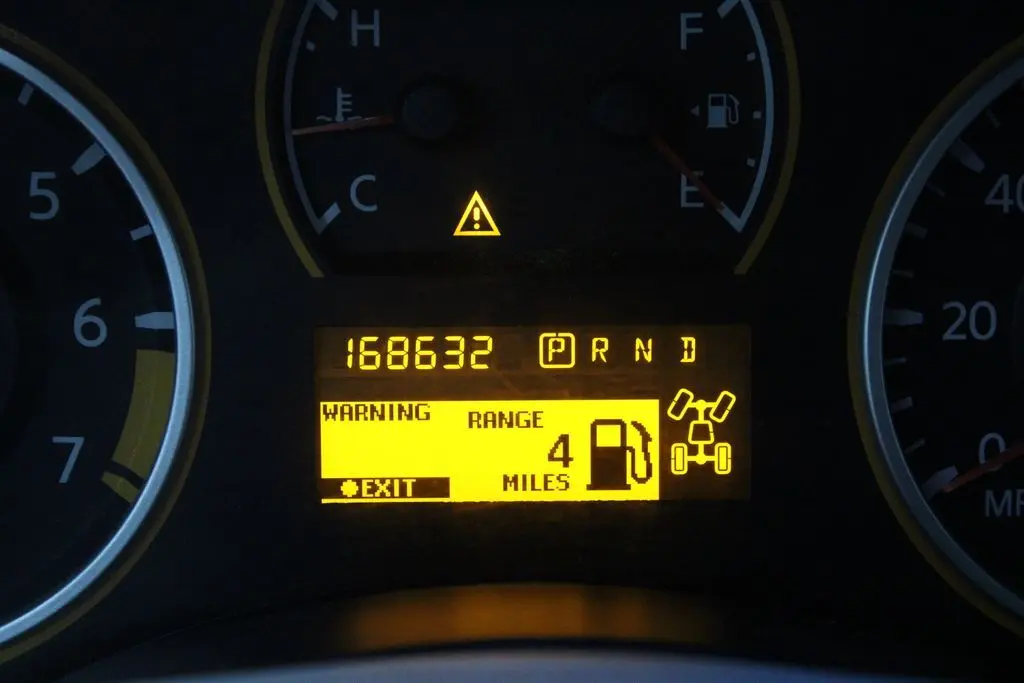 H
F
C
E
5
6
7
40
20
0
168632 P R N D
WARNING
RANGE
4
MILES
EXIT